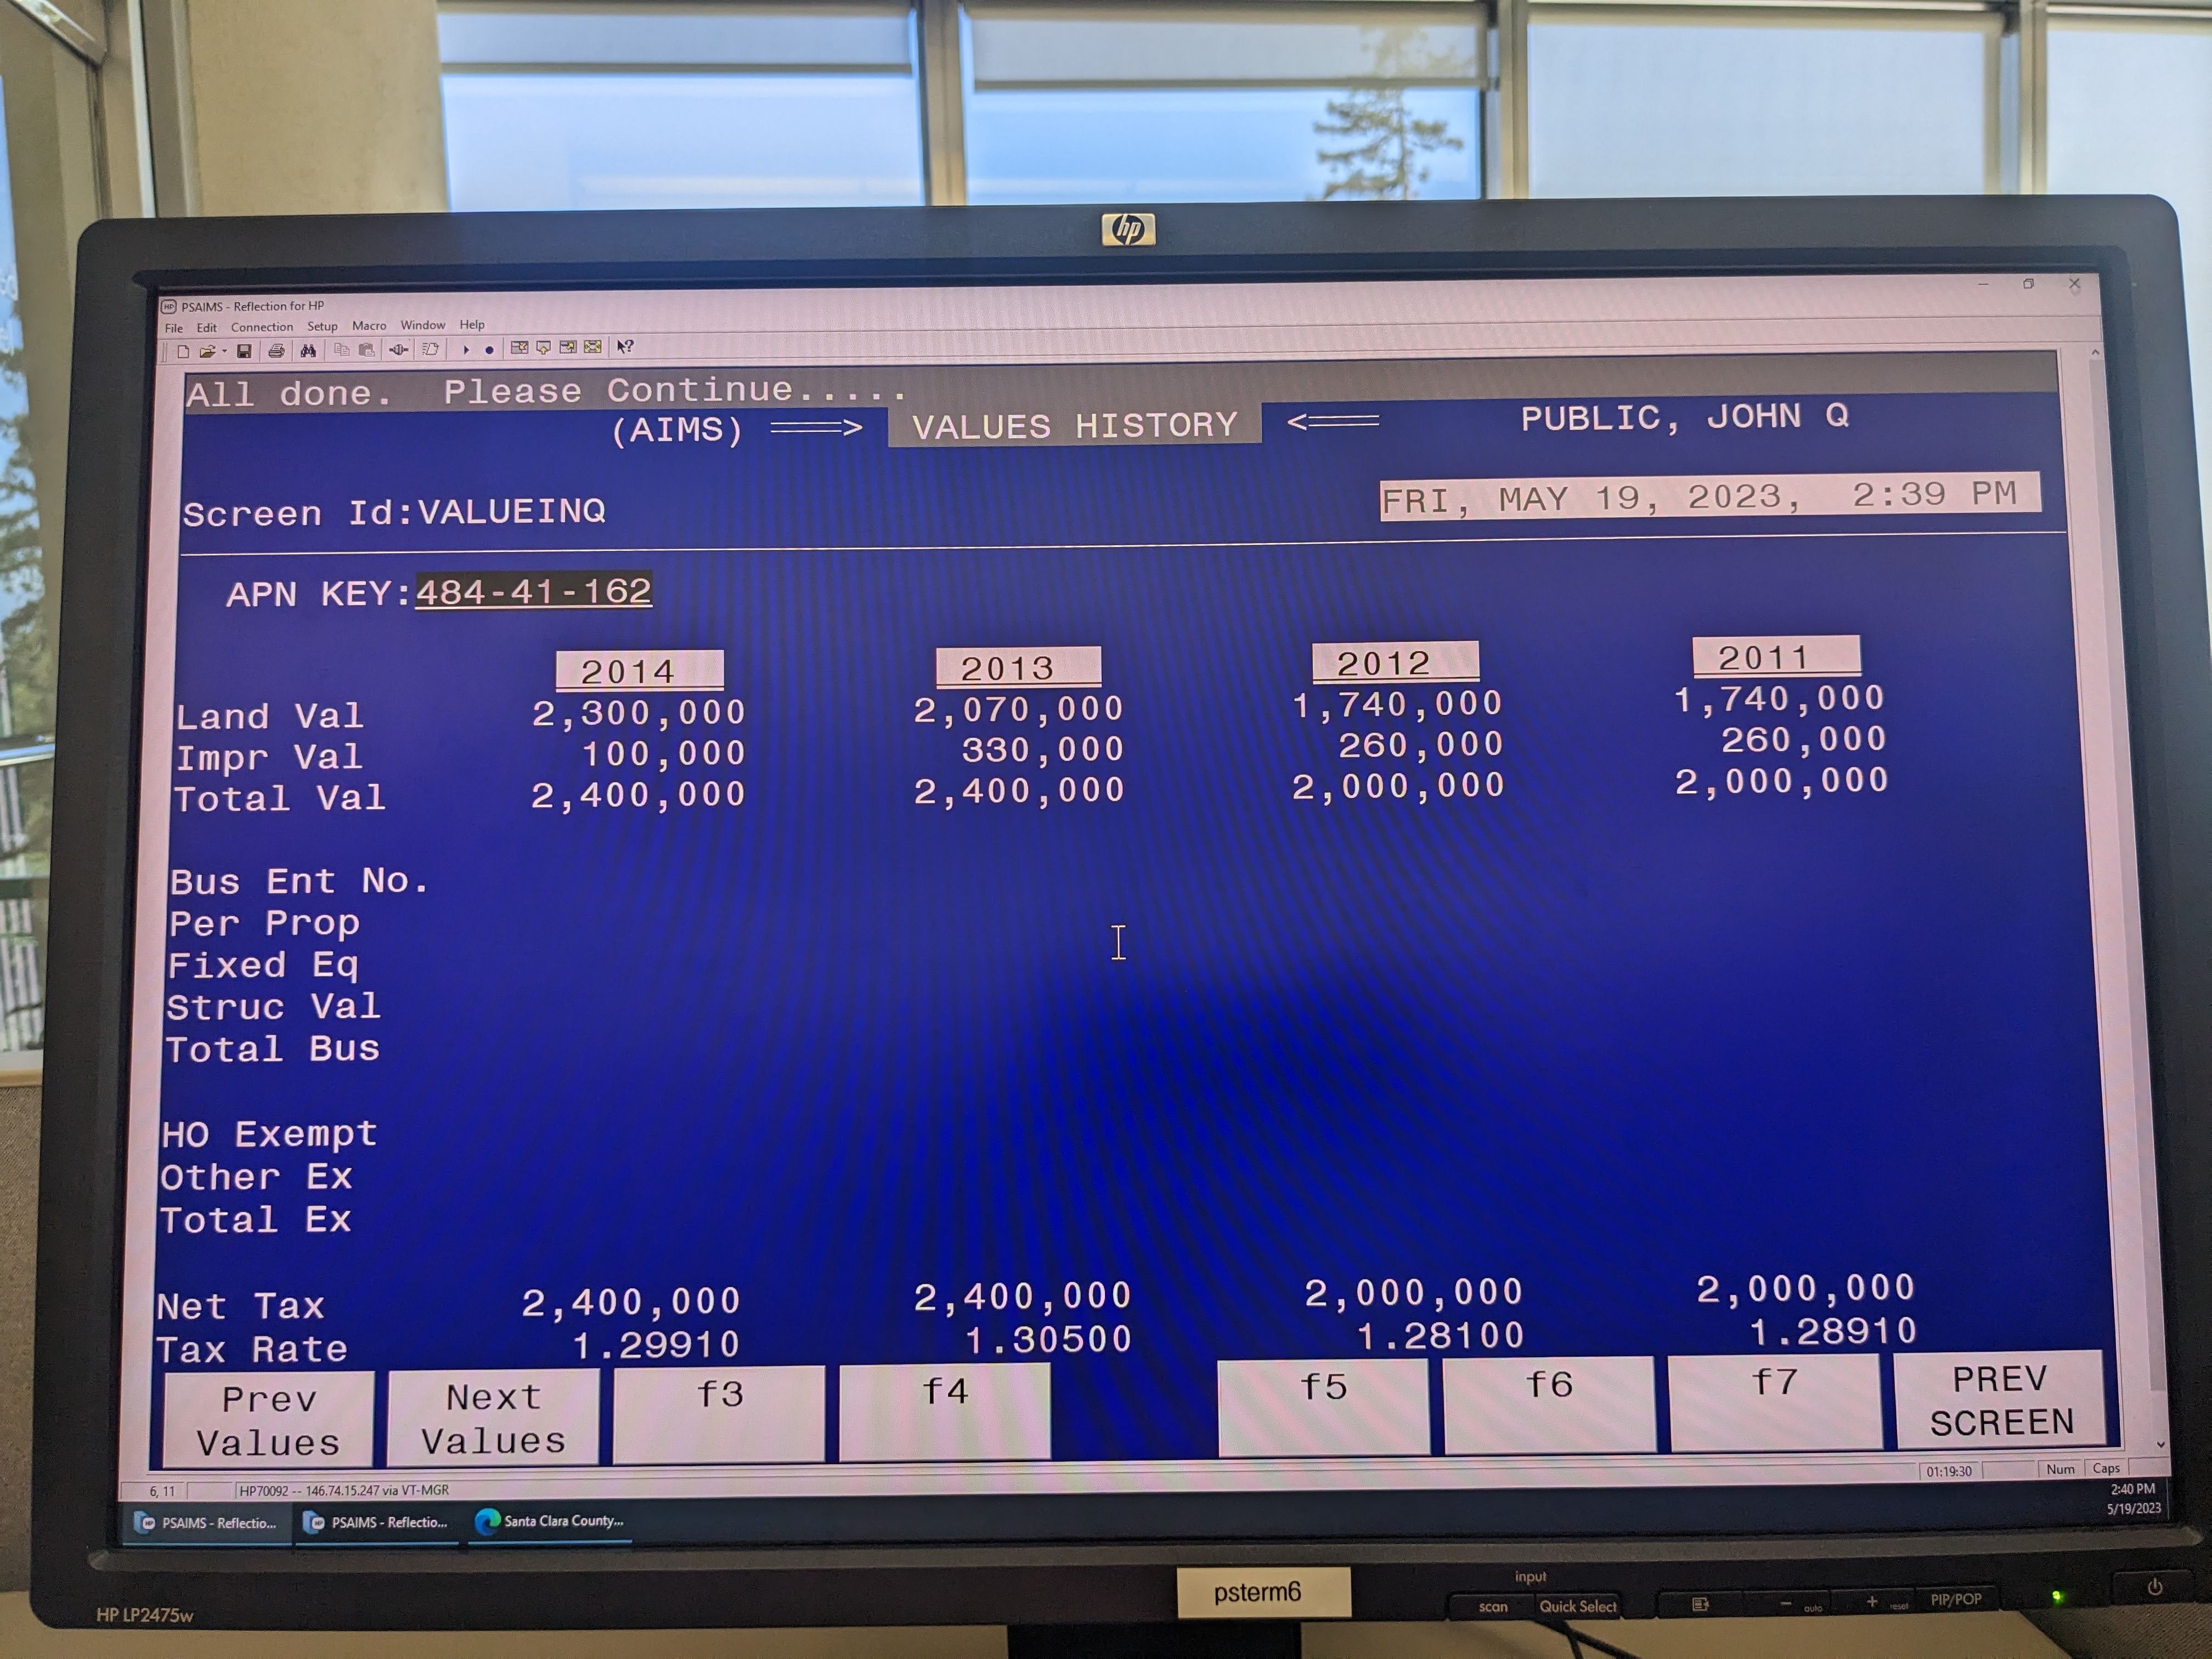 hp
PSAIMS - Reflection for HP
File Edit Connection Setup Macro Window Help
All done. Please Continue.....
(AIMS) ===> VALUES HISTORY <=== PUBLIC, JOHN Q
Screen Id:VALUEINQ FRI, MAY 19, 2023, 2:39 PM
APN KEY:484-41-162
2014 2013 2012 2011
Land Val 2,300,000 2,070,000 1,740,000 1,740,000
Impr Val 100,000 330,000 260,000 260,000
Total Val 2,400,000 2,400,000 2,000,000 2,000,000
Bus Ent No.
Per Prop
Fixed Eq
Struc Val
Total Bus
HO Exempt
Other Ex
Total Ex
Net Tax 2,400,000 2,400,000 2,000,000 2,000,000
Tax Rate 1.29910 1.30500 1.28100 1.28910
Prev Values Next Values f3 f4 f5 f6 f7 PREV SCREEN
6, 11 HP70092 -- 146.74.15.247 via VT-MGR 01:19:30 Num Caps
PSAIMS - Reflectio... PSAIMS - Reflectio... Santa Clara County... 2:40 PM
5/19/2023
HP LP2475w
psterm6
input
scan Quick Select − auto + reset PIP/POP